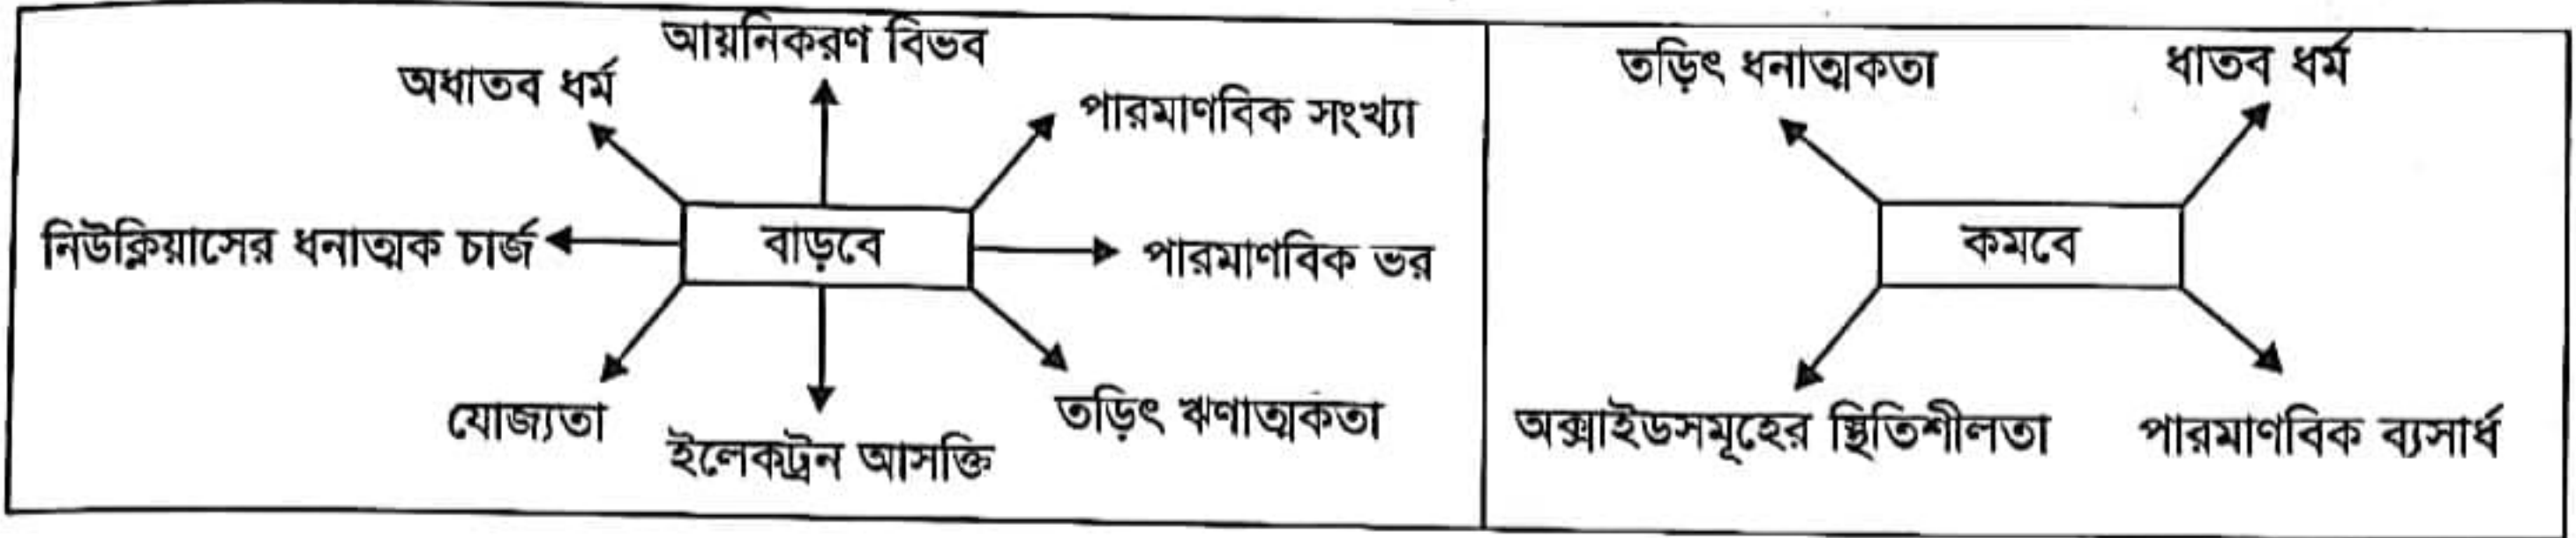 আয়নিকরণ বিভব
অধাতব ধর্ম
পারমাণবিক সংখ্যা
নিউক্লিয়াসের ধনাত্মক চার্জ
বাড়বে
পারমাণবিক ভর
যোজ্যতা
ইলেকট্রন আসক্তি
তড়িৎ ঋণাত্মকতা
তড়িৎ ধনাত্মকতা
ধাতব ধর্ম
কমবে
অক্সাইডসমূহের স্থিতিশীলতা
পারমাণবিক ব্যসার্ধ